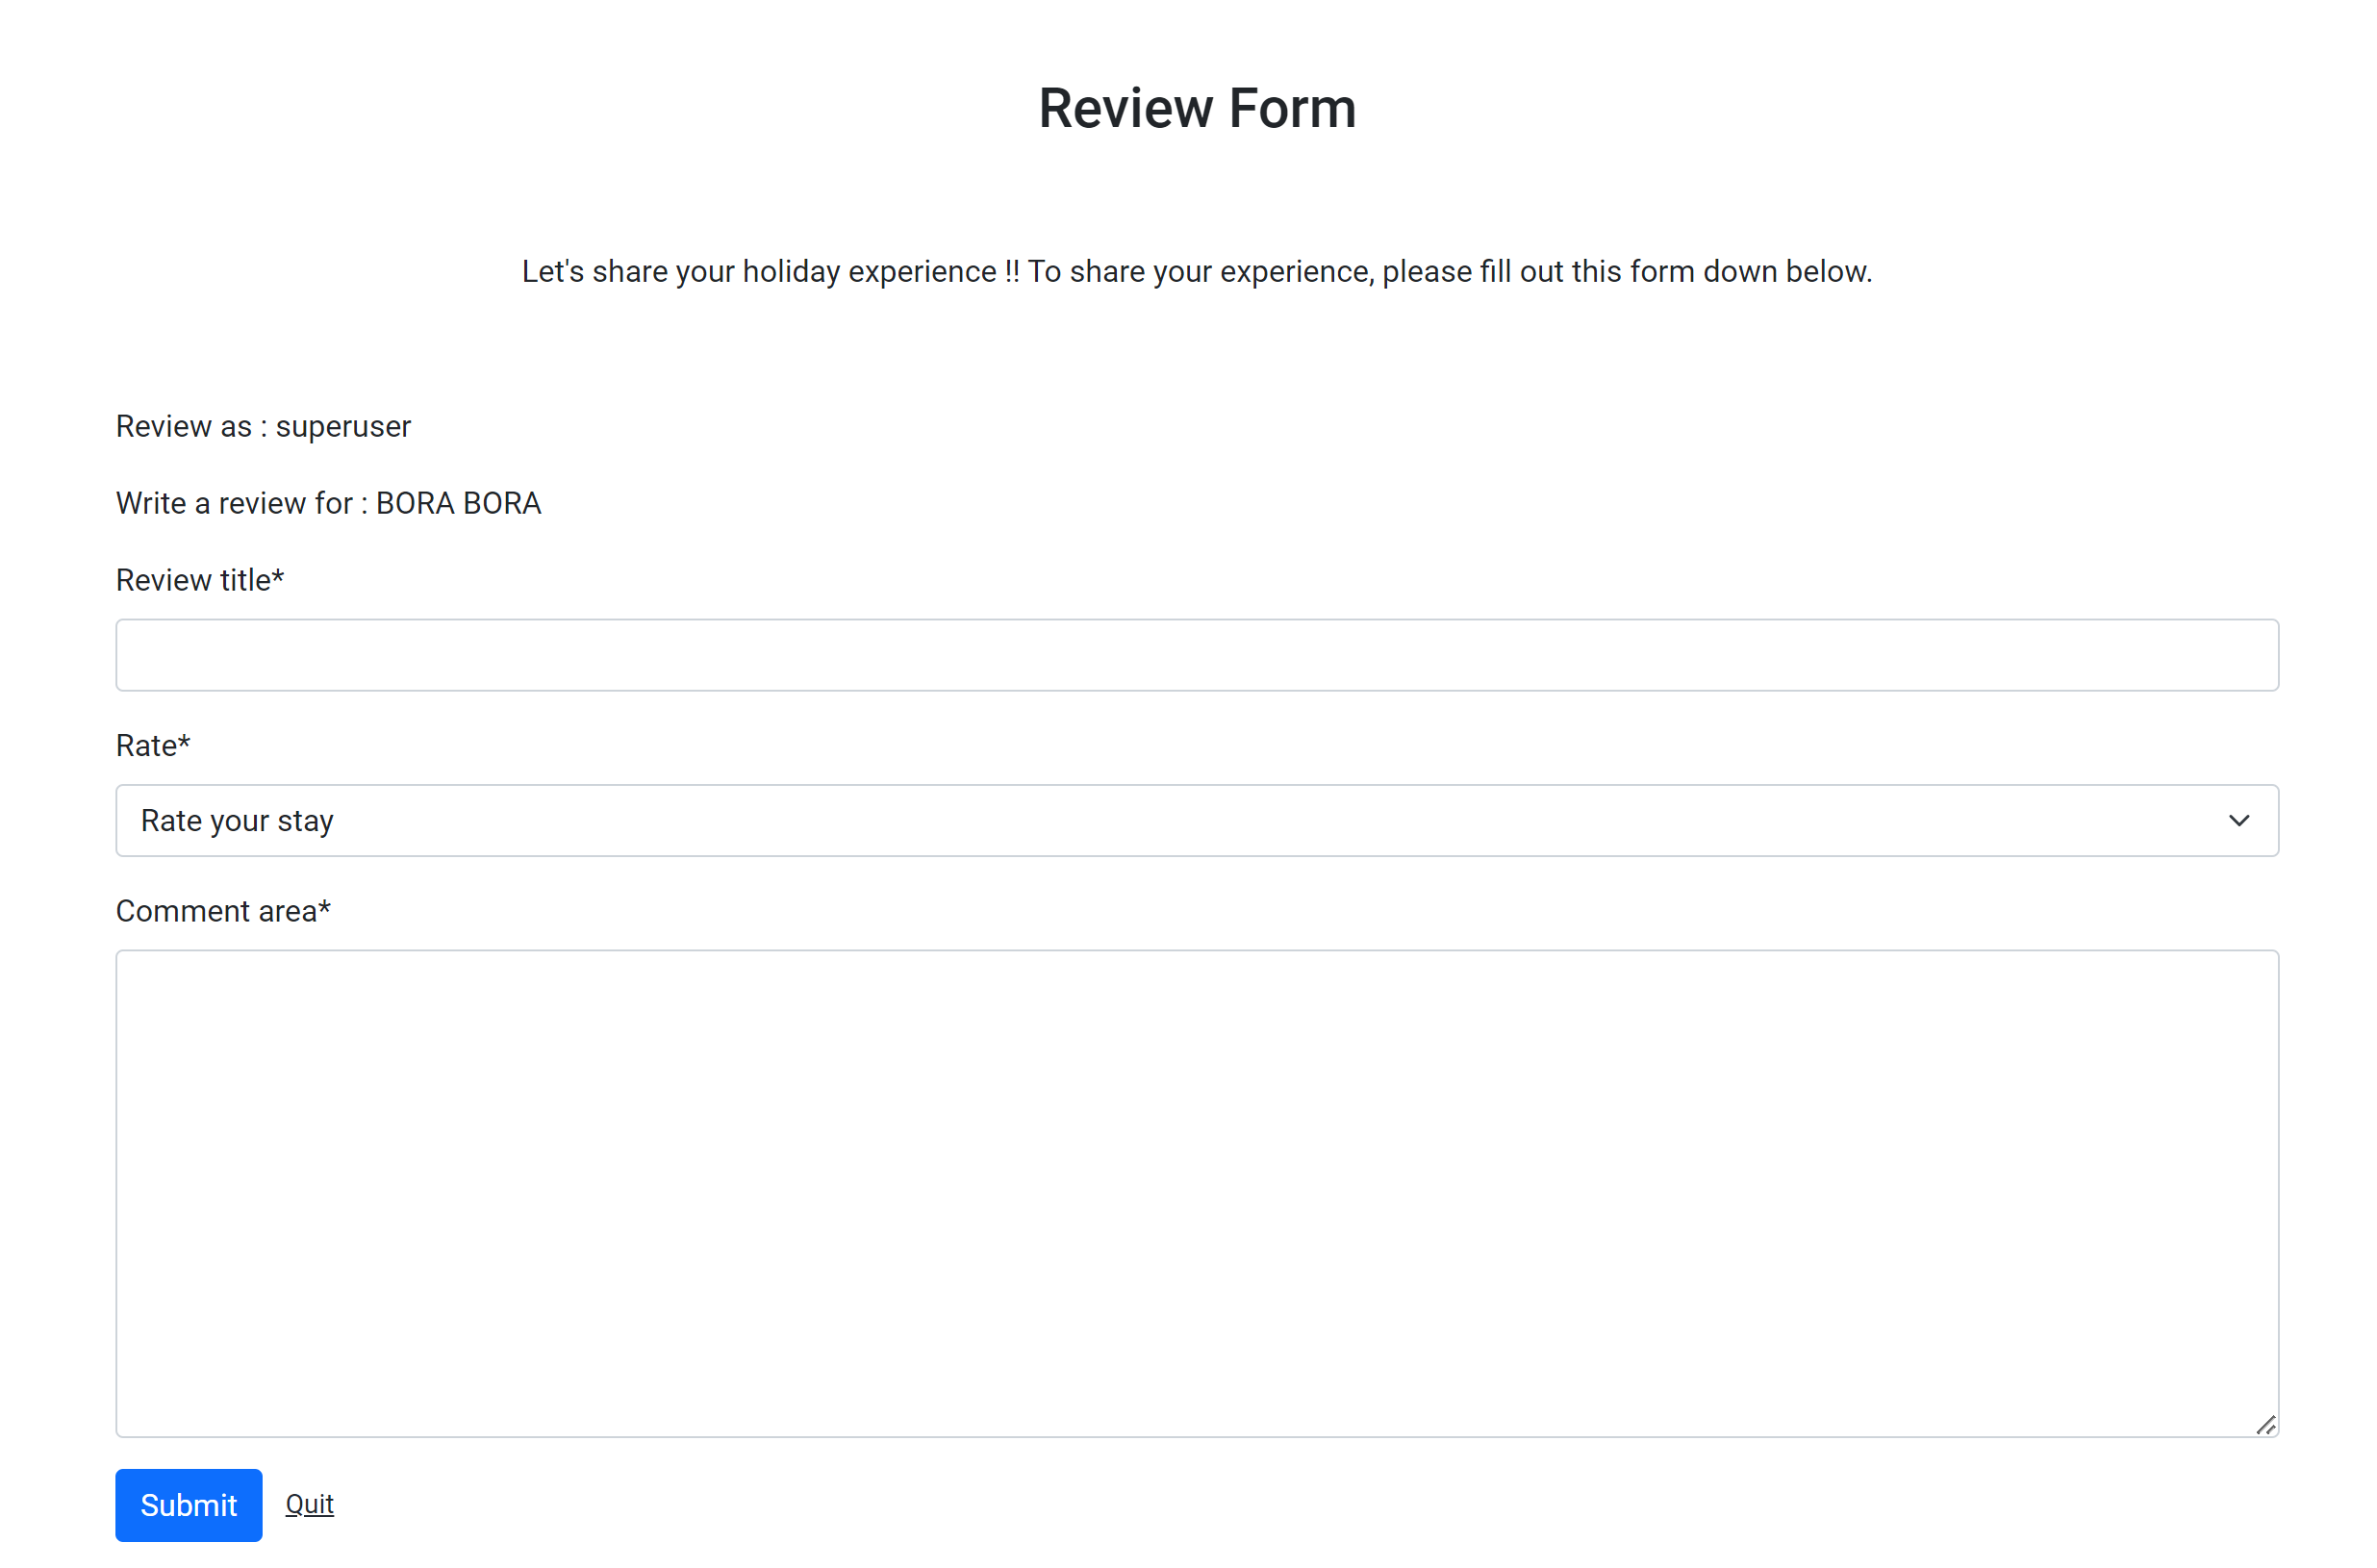 Review Form
Let's share your holiday experience !! To share your experience, please fill out this form down below.
Review as : superuser
Write a review for : BORA BORA
Review title*
Rate*
Rate your stay
Comment area*
Submit Quit